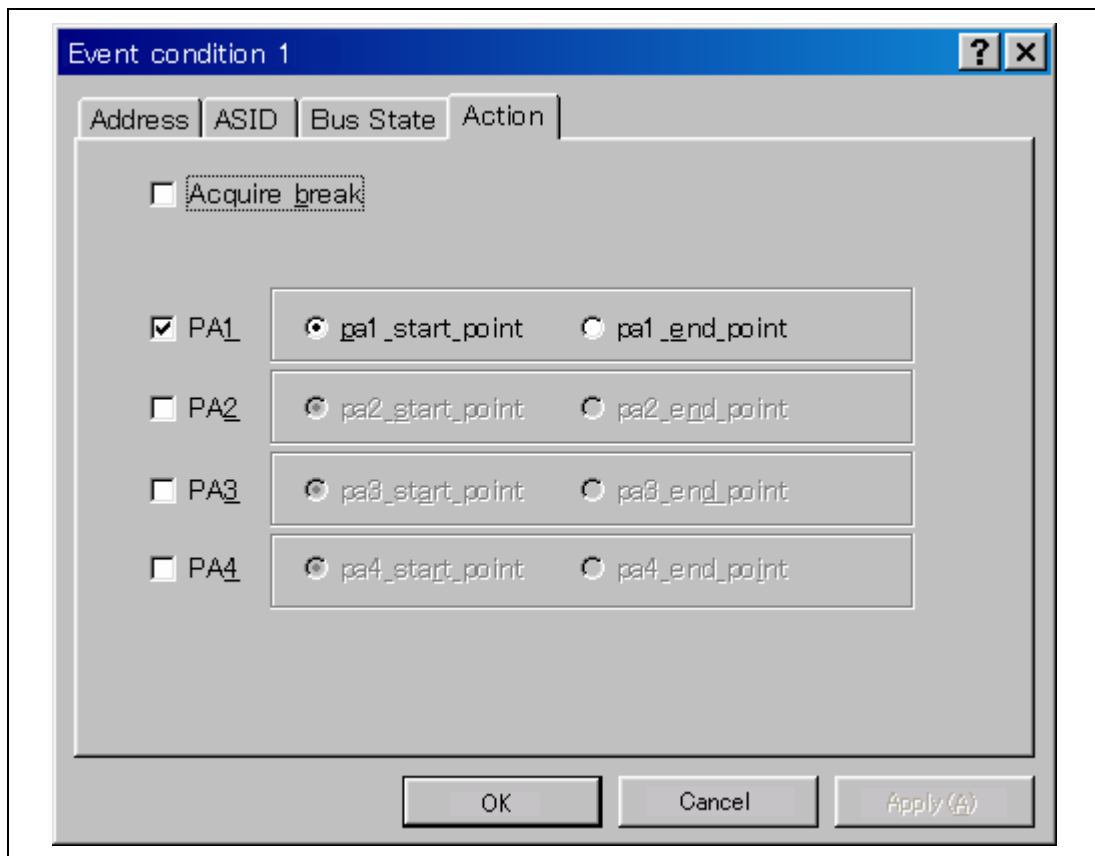 Event condition 1
Address ASID Bus State Action
Acquire break
PA1 pa1_start_point pa1_end_point
PA2 pa2_start_point pa2_end_point
PA3 pa3_start_point pa3_end_point
PA4 pa4_start_point pa4_end_point
OK Cancel Apply(A)